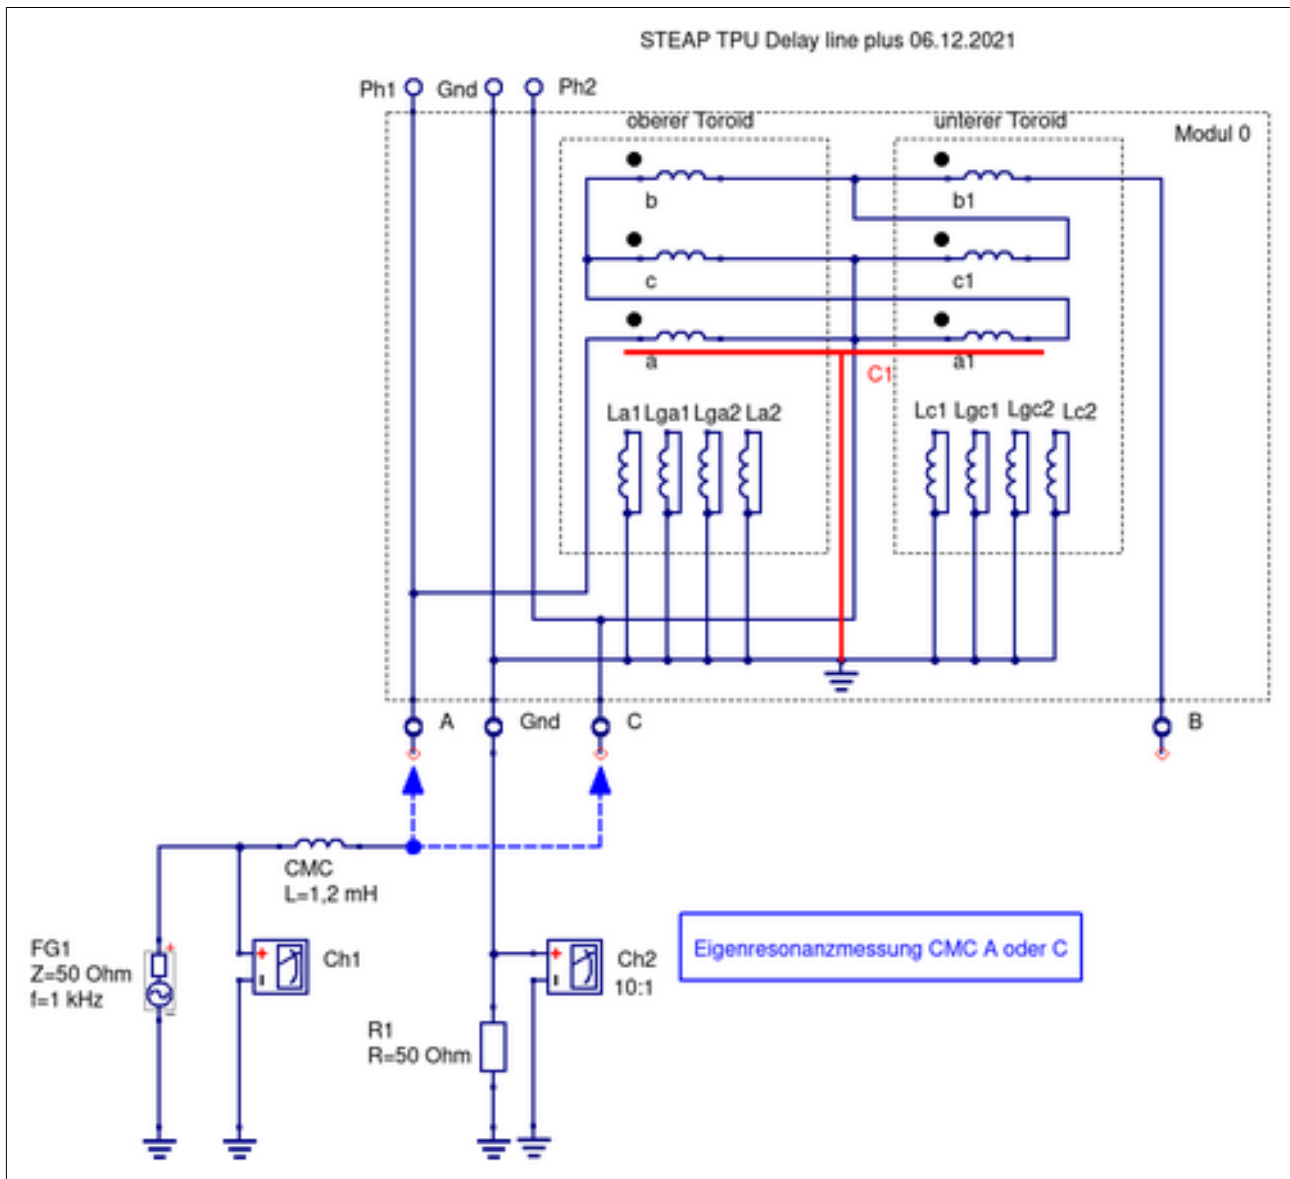 STEAP TPU Delay line plus 06.12.2021
Ph1 Gnd Ph2
oberer Toroid unterer Toroid
Modul 0
b b1
c c1
a a1
C1
La1 Lga1 Lga2 La2 Lc1 Lgc1 Lgc2 Lc2
A Gnd C B
CMC
L=1,2 mH
FG1
Z=50 Ohm
f=1 kHz
Ch1
Ch2
10:1
Eigenresonanzmessung CMC A oder C
R1
R=50 Ohm